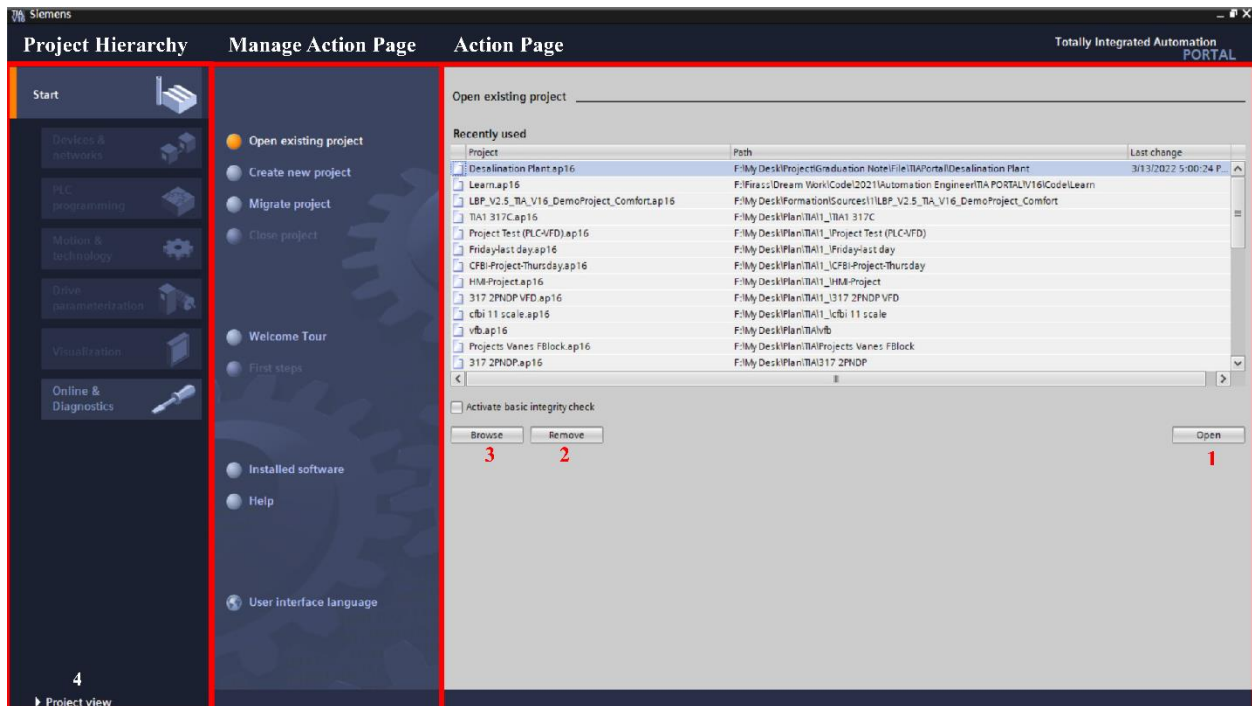 Siemens
Project Hierarchy
Manage Action Page
Action Page
Totally Integrated Automation
PORTAL
Start
Devices &
networks
PLC
programming
Motion &
technology
Drive
parameterization
Visualization
Online &
Diagnostics
4
Project view
Open existing project
Create new project
Migrate project
Close project
Welcome Tour
First steps
Installed software
Help
User interface language
Open existing project
Recently used
Project Path Last change
Desalination Plant.ap16 F:\My Desk\Project\Graduation Note\File\TIAPortal\Desalination Plant 3/13/2022 5:00:24 P...
Learn.ap16 F:\Firass\Dream Work\Code\2021\Automation Engineer\TIA PORTAL\V16\Code\Learn
LBP_V2.5_TIA_V16_DemoProject_Comfort.ap16 F:\My Desk\Formation\Sources\1\LBP_V2.5_TIA_V16_DemoProject_Comfort
TIA1 317C.ap16 F:\My Desk\Plan\TIA\1_\TIA1 317C
Project Test (PLC-VFD).ap16 F:\My Desk\Plan\TIA\1_\Project Test (PLC-VFD)
Friday-last day.ap16 F:\My Desk\Plan\TIA\1_\Friday-last day
CFBI-Project-Thursday.ap16 F:\My Desk\Plan\TIA\1_\CFBI-Project-Thursday
HMI-Project.ap16 F:\My Desk\Plan\TIA\1_\HMI-Project
317 2PNDP VFD.ap16 F:\My Desk\Plan\TIA\1_\317 2PNDP VFD
cfbi 11 scale.ap16 F:\My Desk\Plan\TIA\1_\cfbi 11 scale
vfb.ap16 F:\My Desk\Plan\TIA\vfb
Projects Vanes FBlock.ap16 F:\My Desk\Plan\TIA\Projects Vanes FBlock
317 2PNDP.ap16 F:\My Desk\Plan\TIA\317 2PNDP
Activate basic integrity check
Browse Remove Open
3 2 1